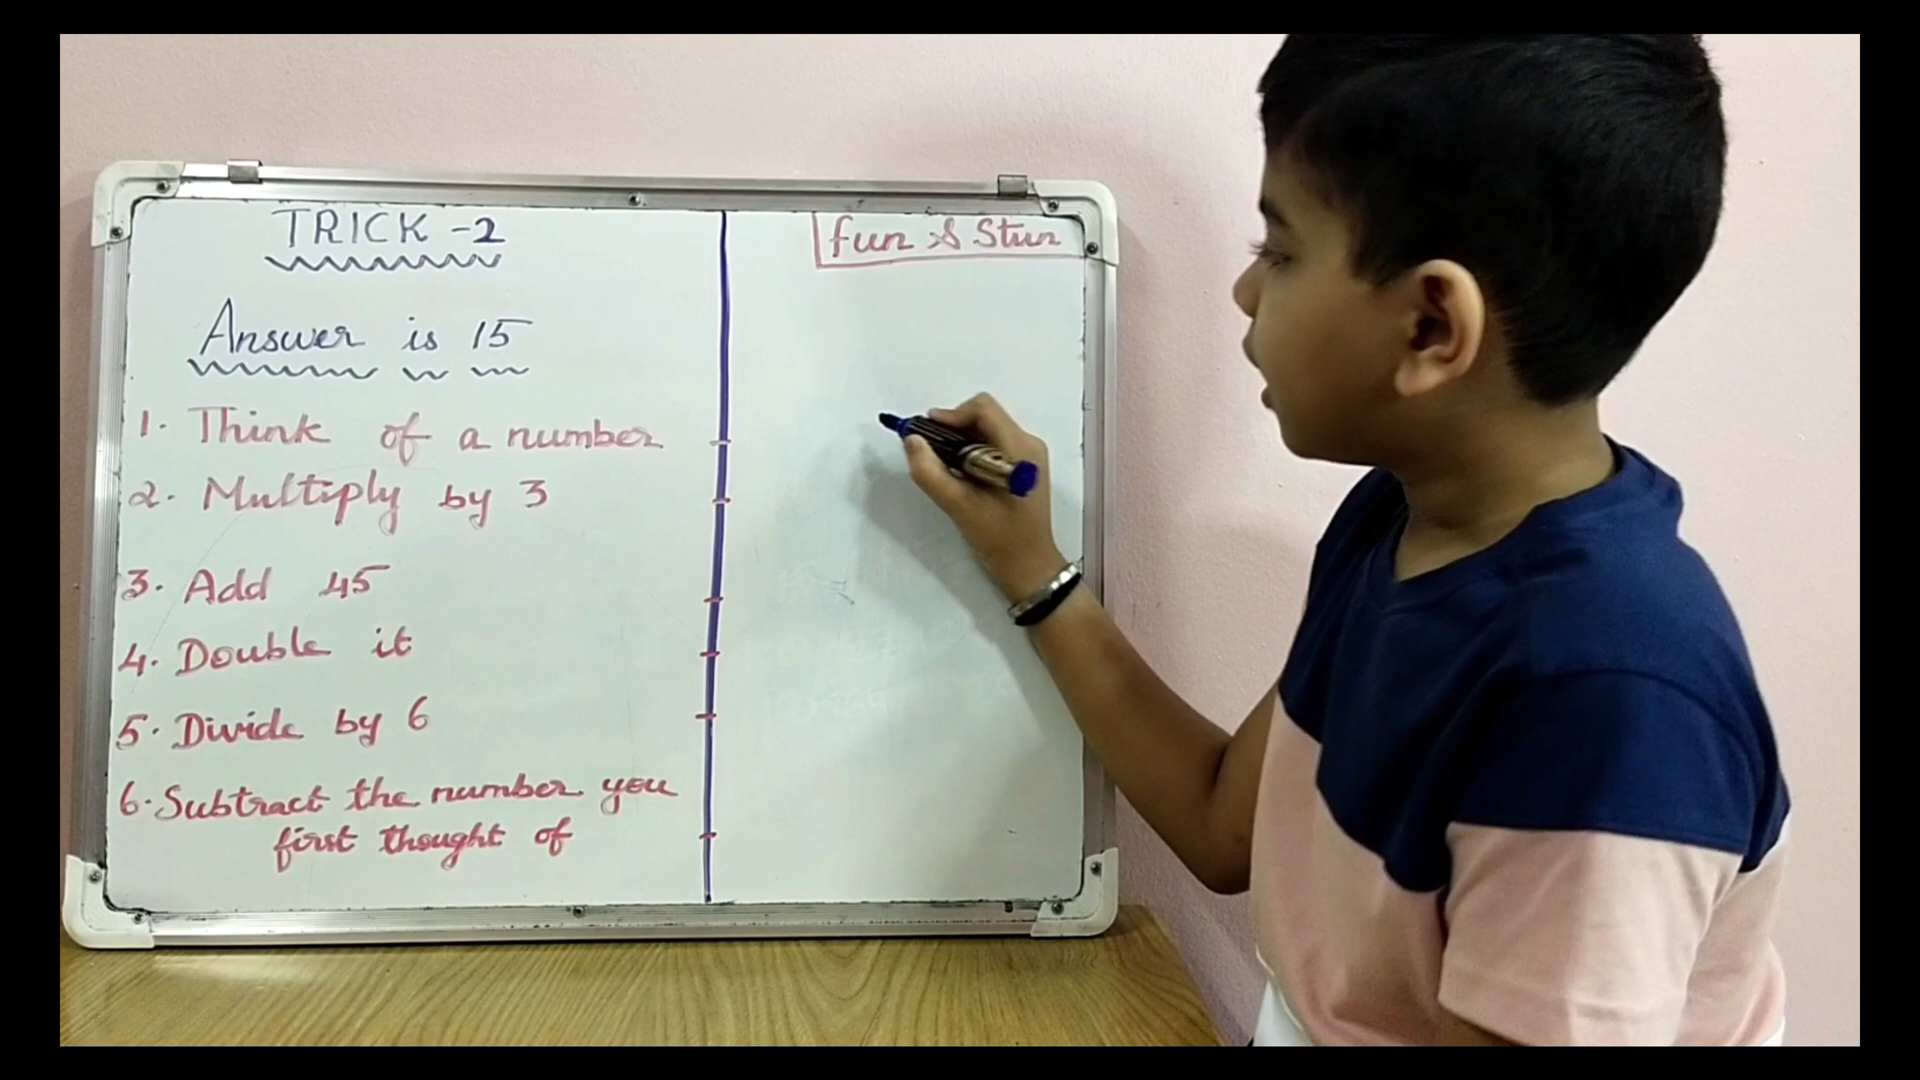 TRICK -2
Answer is 15
1. Think of a number
2. Multiply by 3
3. Add 45
4. Double it
5. Divide by 6
6. Subtract the number you
first thought of
fun & Stun